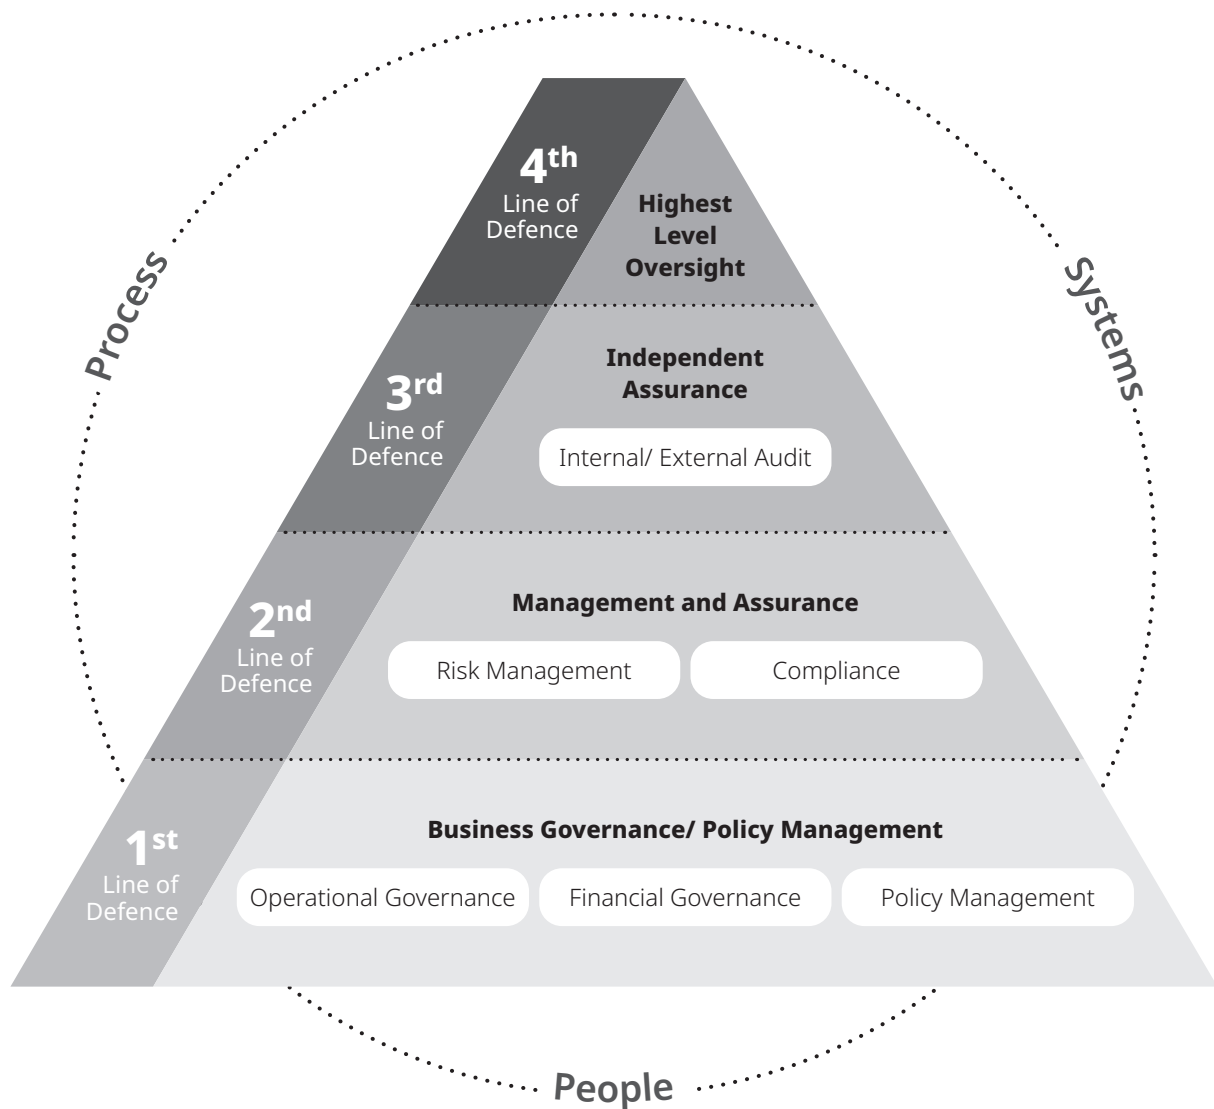 4th
Line of
Defence
Highest
Level
Oversight
Process
Systems
3rd
Line of
Defence
Independent
Assurance
Internal/ External Audit
2nd
Line of
Defence
Management and Assurance
Risk Management
Compliance
1st
Line of
Defence
Business Governance/ Policy Management
Operational Governance
Financial Governance
Policy Management
People